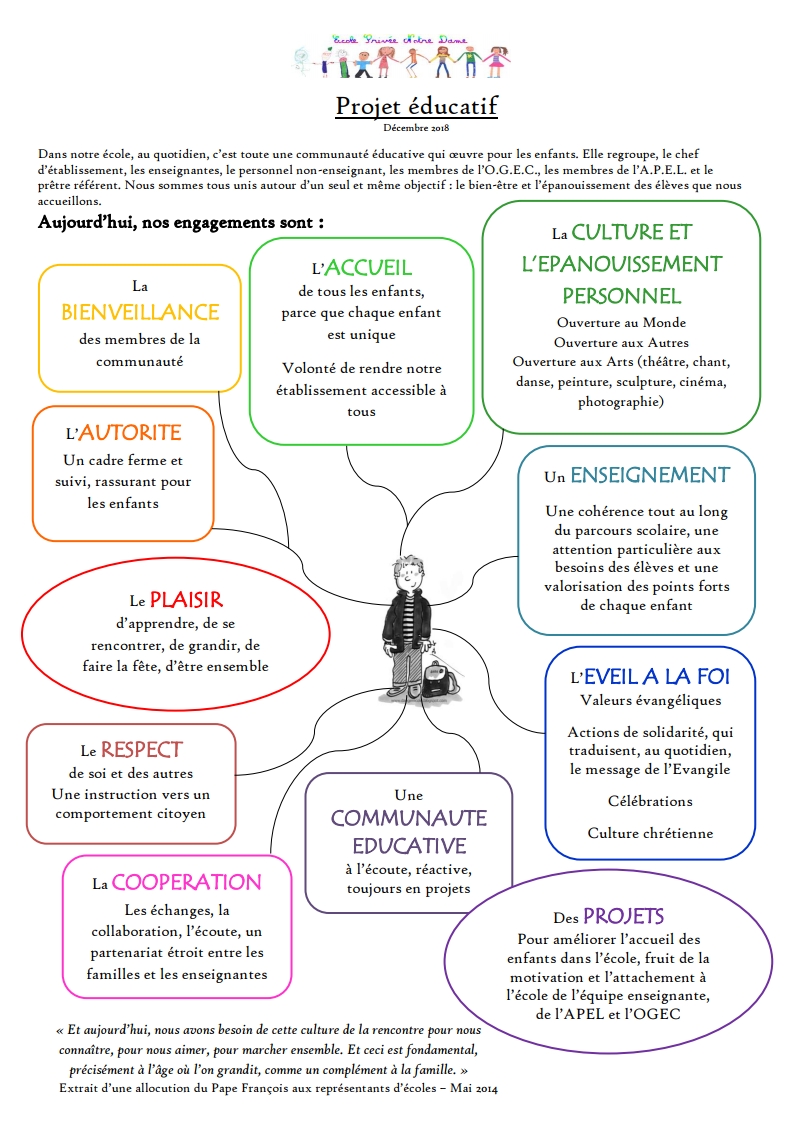 Ecole Privée Notre Dame
Projet éducatif
Décembre 2018
Dans notre école, au quotidien, c’est toute une communauté éducative qui œuvre pour les enfants. Elle regroupe, le chef
d’établissement, les enseignantes, le personnel non-enseignant, les membres de l’O.G.E.C., les membres de l’A.P.E.L. et le
prêtre référent. Nous sommes tous unis autour d’un seul et même objectif : le bien-être et l’épanouissement des élèves que nous
accueillons.
Aujourd’hui, nos engagements sont :
La
BIENVEILLANCE
des membres de la
communauté
L’ACCUEIL
de tous les enfants,
parce que chaque enfant
est unique
Volonté de rendre notre
établissement accessible à
tous
La CULTURE ET
L’EPANOUISSEMENT
PERSONNEL
Ouverture au Monde
Ouverture aux Autres
Ouverture aux Arts (théâtre, chant,
danse, peinture, sculpture, cinéma,
photographie)
L’AUTORITE
Un cadre ferme et
suivi, rassurant pour
les enfants
Un ENSEIGNEMENT
Une cohérence tout au long
du parcours scolaire, une
attention particulière aux
besoins des élèves et une
valorisation des points forts
de chaque enfant
Le PLAISIR
d’apprendre, de se
rencontrer, de grandir, de
faire la fête, d’être ensemble
L’EVEIL A LA FOI
Valeurs évangéliques
Actions de solidarité, qui
traduisent, au quotidien,
le message de l’Evangile
Célébrations
Culture chrétienne
Le RESPECT
de soi et des autres
Une instruction vers un
comportement citoyen
Une
COMMUNAUTE
EDUCATIVE
à l’écoute, réactive,
toujours en projets
La COOPERATION
Les échanges, la
collaboration, l’écoute, un
partenariat étroit entre les
familles et les enseignantes
Des PROJETS
Pour améliorer l’accueil des
enfants dans l’école, fruit de la
motivation et l’attachement à
l’école de l’équipe enseignante,
de l’APEL et l’OGEC
« Et aujourd’hui, nous avons besoin de cette culture de la rencontre pour nous
connaître, pour nous aimer, pour marcher ensemble. Et ceci est fondamental,
précisément à l’âge où l’on grandit, comme un complément à la famille. »
Extrait d’une allocution du Pape François aux représentants d’écoles – Mai 2014